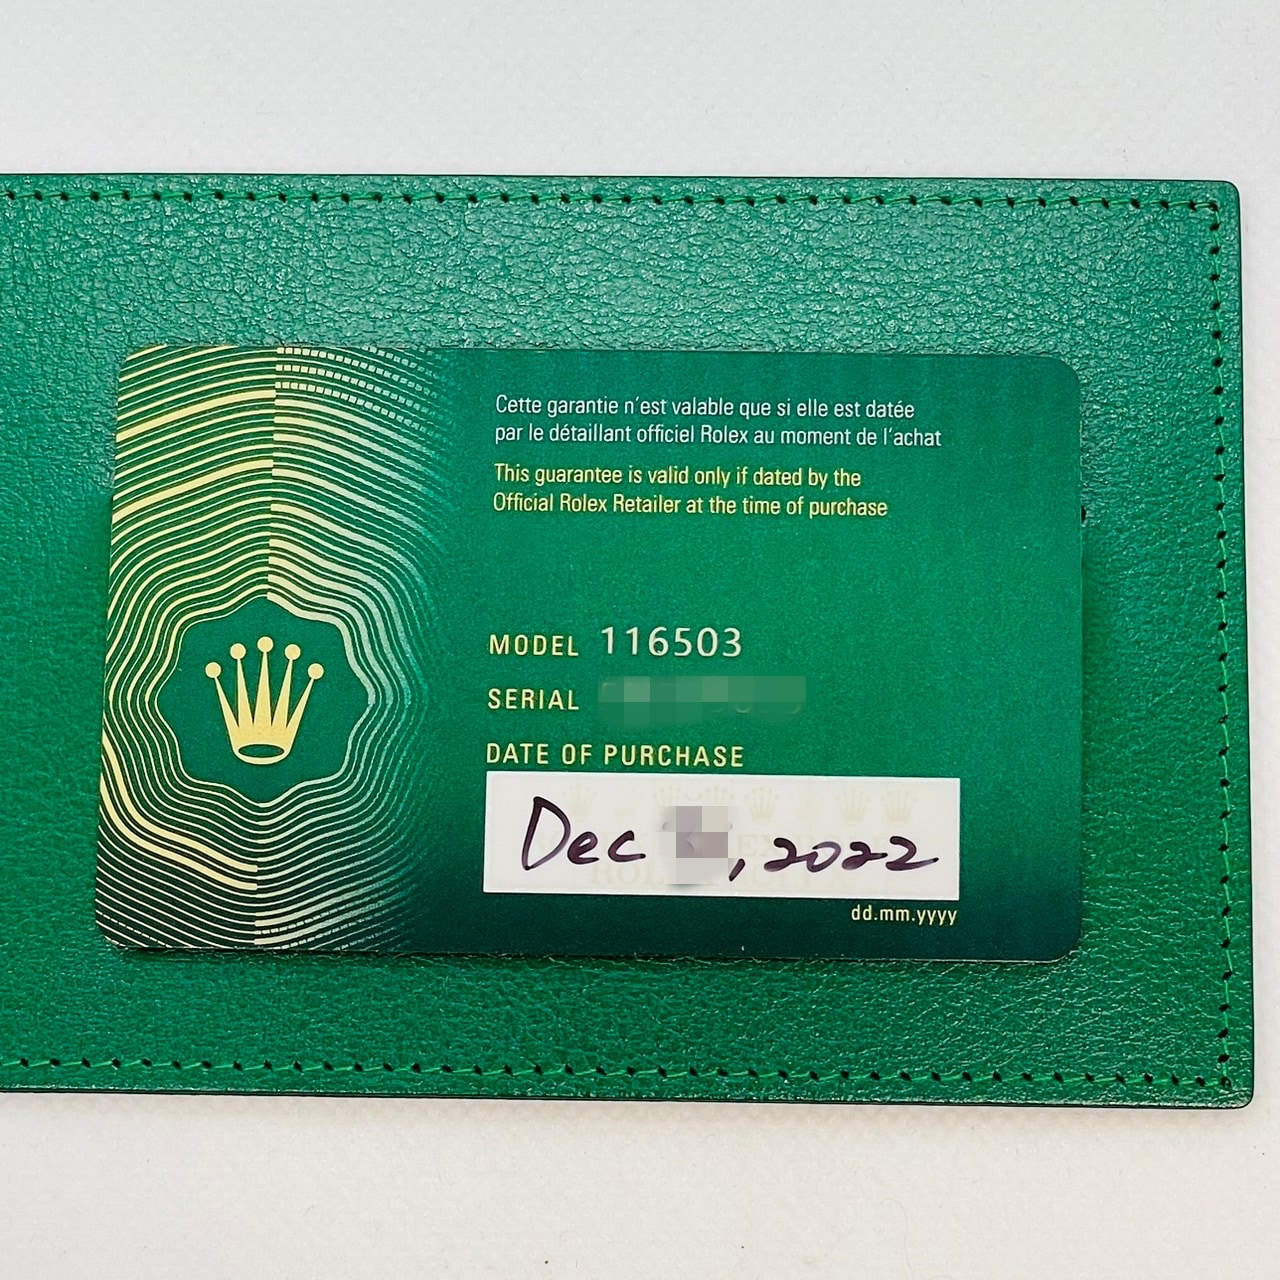 Cette garantie n'est valable que si elle est datée
par le détaillant officiel Rolex au moment de l'achat
This guarantee is valid only if dated by the
Official Rolex Retailer at the time of purchase
MODEL 116503
SERIAL
DATE OF PURCHASE
Dec , 2022
dd.mm.yyyy